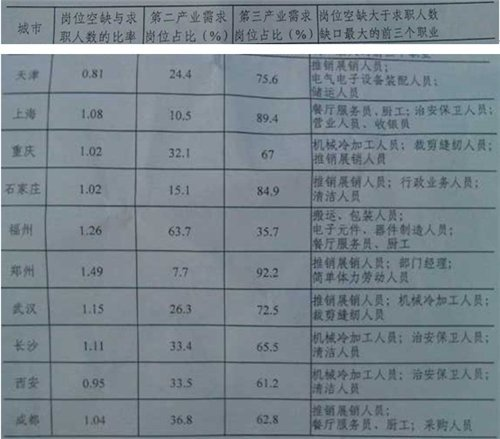 城市 岗位空缺与求职人数的比率 第二产业需求岗位占比(%) 第三产业需求岗位占比(%) 岗位空缺大于求职人数缺口最大的前三个职业
天津 0.81 24.4 75.6 推销展销人员;
电气电子设备装配人员;
储运人员
上海 1.08 10.5 89.4 餐厅服务员、厨工;治安保卫人员;
营业人员、收银员
重庆 1.02 32.1 67 机械冷加工人员;裁剪缝纫人员;
推销展销人员
石家庄 1.02 15.1 84.9 推销展销人员;行政业务人员;
清洁人员
福州 1.26 63.7 35.7 搬运、包装人员;
电子元件、器件制造人员;
餐厅服务员、厨工
郑州 1.49 7.7 92.2 推销展销人员;部门经理;
简单体力劳动人员
武汉 1.15 26.3 72.5 推销展销人员;机械冷加工人员;
裁剪缝纫人员
长沙 1.11 33.4 65.5 机械冷加工人员;治安保卫人员;
清洁人员
西安 0.95 33.5 61.2 机械冷加工人员;治安保卫人员;
清洁人员
成都 1.04 36.8 62.8 推销展销人员;
餐厅服务员、厨工;采购人员